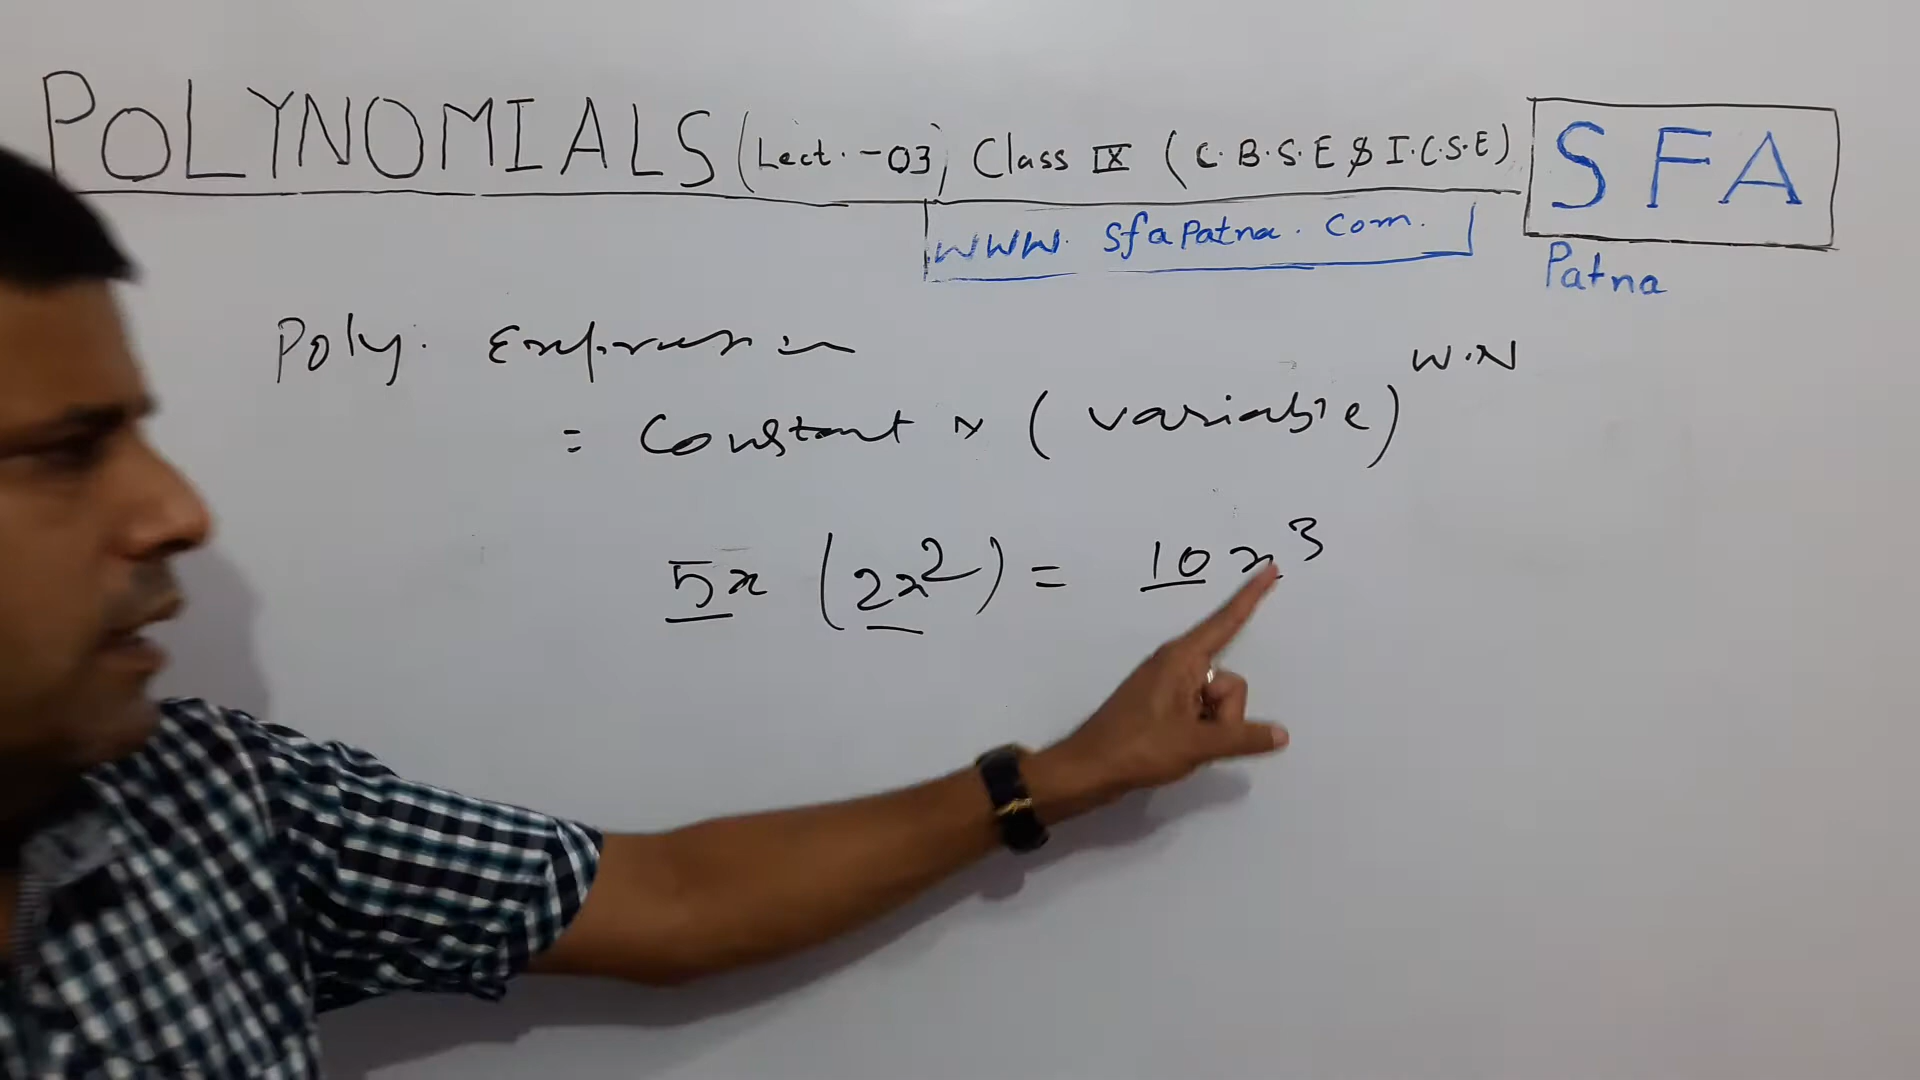 POLYNOMIALS (Lect. -03) Class IX (C.B.S.E & I.C.S.E)
SFA
www. sfapatna. com.
Patna
Poly. Expression
= Constant × (variable)^W.N
5x (2x²) = 10x³